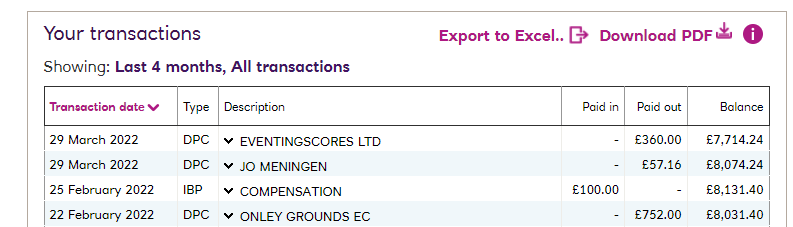 Your transactions Export to Excel.. Download PDF i
Showing: Last 4 months, All transactions
Transaction date Type Description Paid in Paid out Balance
29 March 2022 DPC EVENTINGSCORES LTD - £360.00 £7,714.24
29 March 2022 DPC JO MENINGEN - £57.16 £8,074.24
25 February 2022 IBP COMPENSATION £100.00 - £8,131.40
22 February 2022 DPC ONLEY GROUNDS EC - £752.00 £8,031.40